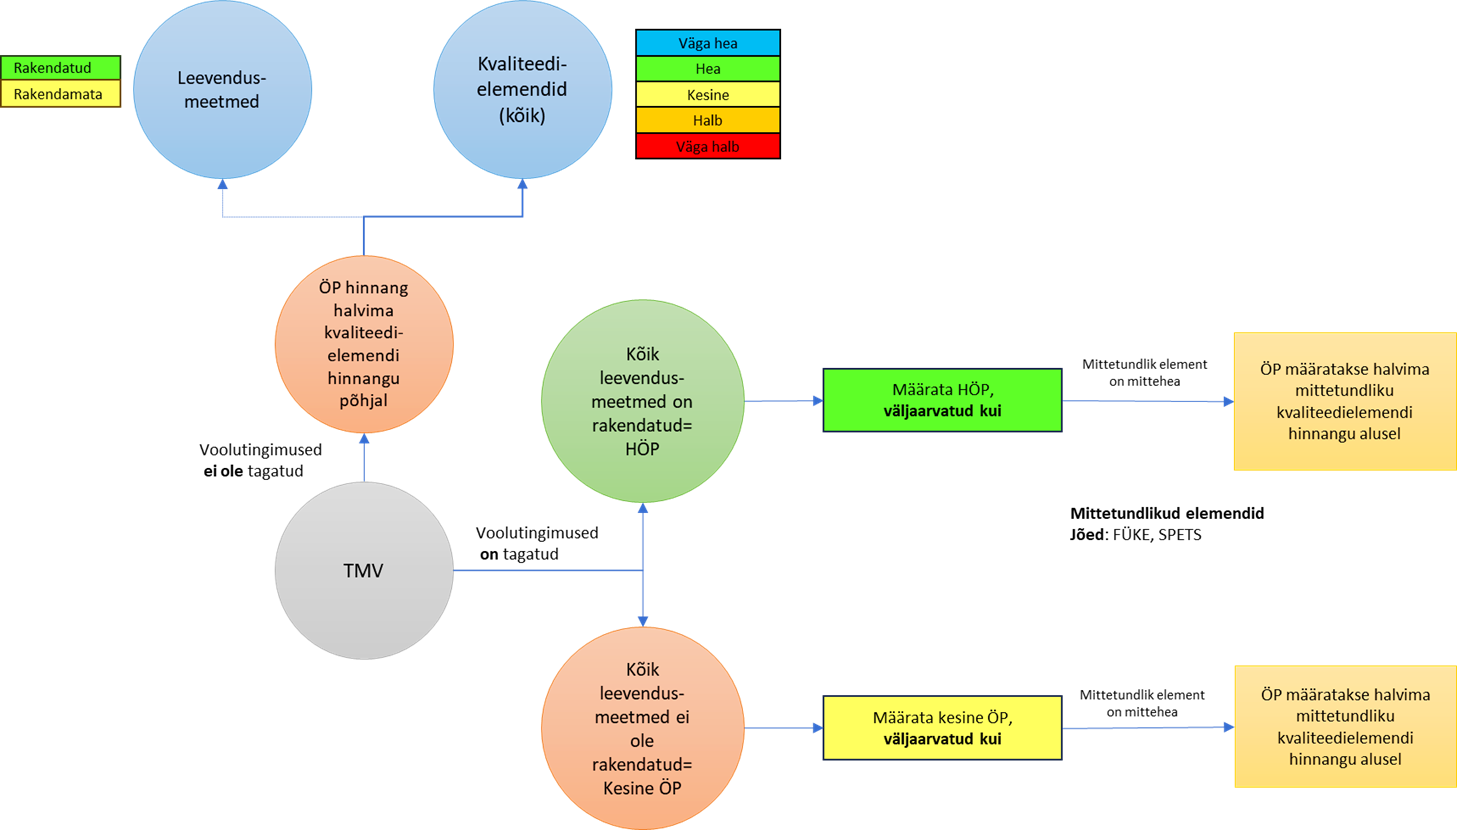 Rakendatud
Rakendamata
Leevendus-
meetmed
Kvaliteedi-
elemendid
(kõik)
Väga hea
Hea
Kesine
Halb
Väga halb
ÖP hinnang
halvima
kvaliteedi-
elemendi
hinnangu
põhjal
Voolutingimused
ei ole tagatud
TMV
Voolutingimused
on tagatud
Kõik
leevendus-
meetmed on
rakendatud=
HÖP
Määrata HÖP,
väljaarvatud kui
Mittetundlik element
on mittehea
ÖP määratakse halvima
mittetundliku
kvaliteedielemendi
hinnangu alusel
Mittetundlikud elemendid
Jõed: FÜKE, SPETS
Kõik
leevendus-
meetmed ei
ole
rakendatud=
Kesine ÖP
Määrata kesine ÖP,
väljaarvatud kui
Mittetundlik element
on mittehea
ÖP määratakse halvima
mittetundliku
kvaliteedielemendi
hinnangu alusel